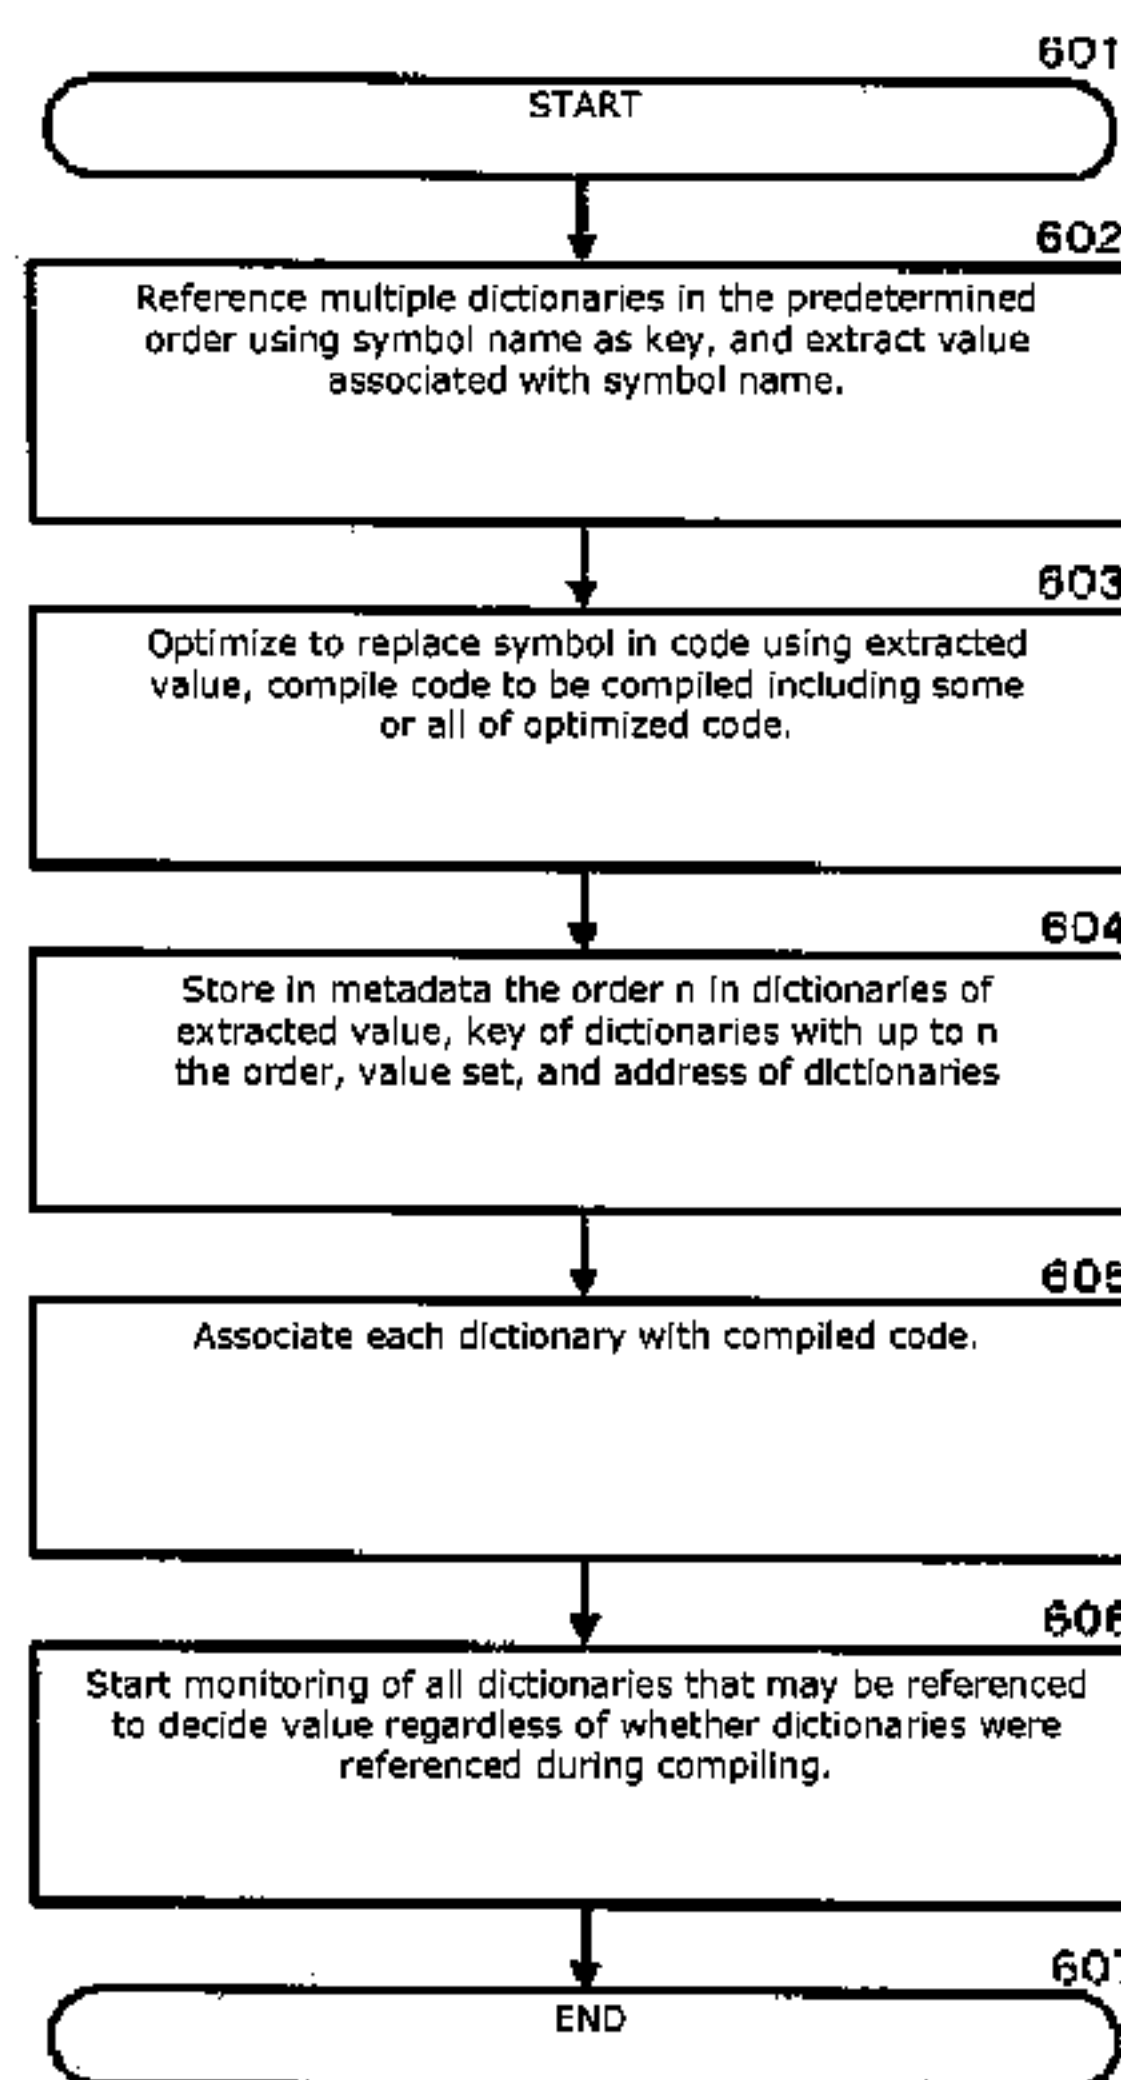 601
START
602
Reference multiple dictionaries in the predetermined
order using symbol name as key, and extract value
associated with symbol name.
603
Optimize to replace symbol in code using extracted
value, compile code to be compiled including some
or all of optimized code.
604
Store in metadata the order n in dictionaries of
extracted value, key of dictionaries with up to n
the order, value set, and address of dictionaries
605
Associate each dictionary with compiled code.
606
Start monitoring of all dictionaries that may be referenced
to decide value regardless of whether dictionaries were
referenced during compiling.
607
END